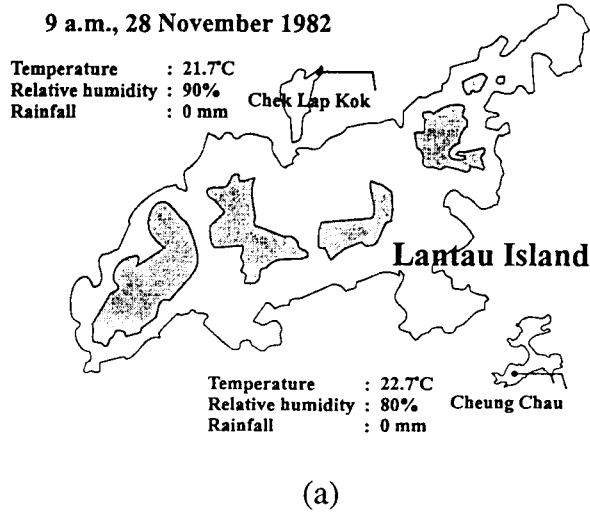 9 a.m., 28 November 1982
Temperature : 21.7°C
Relative humidity : 90%
Rainfall : 0 mm
Chek Lap Kok
Lantau Island
Temperature : 22.7°C
Relative humidity : 80%
Rainfall : 0 mm
Cheung Chau
(a)